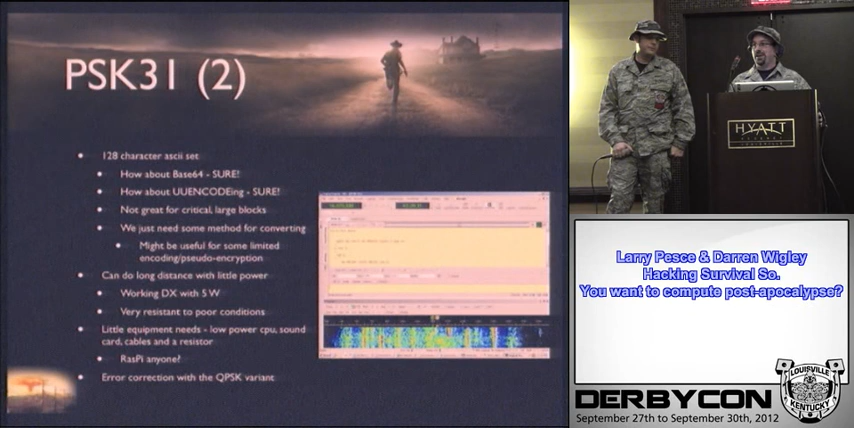 PSK31 (2)
128 character ascii set
How about Base64 - SURE!
How about UUENCODEing - SURE!
Not great for critical, large blocks
We just need some method for converting
Might be useful for some limited
encoding/pseudo-encryption
Can do long distance with little power
Working DX with 5 W
Very resistant to poor conditions
Little equipment needs - low power cpu, sound
card, cables and a resistor
RasPi anyone?
Error correction with the QPSK variant
HYATT
Larry Pesce & Darren Wigley
Hacking Survival So.
You want to compute post-apocalypse?
DERBYCON
September 27th to September 30th, 2012
LOUISVILLE
KENTUCKY